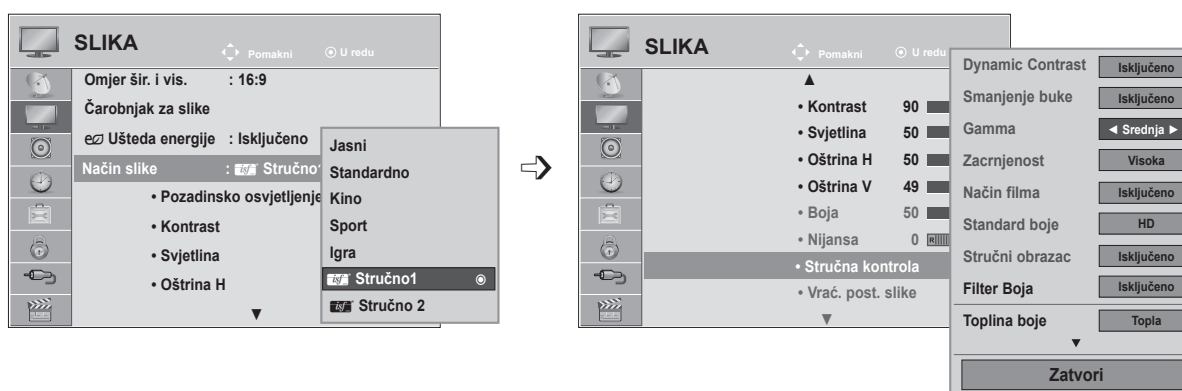 SLIKA
Pomakni
U redu
Omjer šir. i vis. : 16:9
Čarobnjak za slike
Ušteda energije : Isključeno
Način slike : isf Stručno1
• Pozadinsko osvjetljenje
• Kontrast
• Svjetlina
• Oštrina H
Jasni
Standardno
Kino
Sport
Igra
isf Stručno1
isf Stručno 2
SLIKA
Pomakni
U redu
• Kontrast 90
• Svjetlina 50
• Oštrina H 50
• Oštrina V 49
• Boja 50
• Nijansa 0 R
• Stručna kontrola
• Vrać. post. slike
Dynamic Contrast Isključeno
Smanjenje buke Isključeno
Gamma ◀ Srednja ▶
Zacrnjenost Visoka
Način filma Isključeno
Standard boje HD
Stručni obrazac Isključeno
Filter Boja Isključeno
Toplina boje Topla
Zatvori